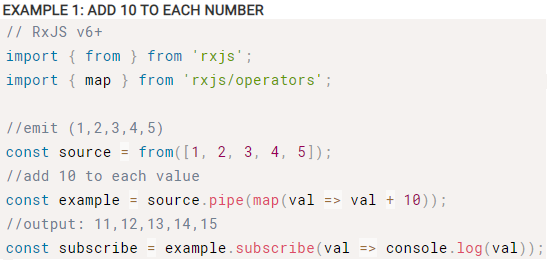 EXAMPLE 1: ADD 10 TO EACH NUMBER
// RxJS v6+
import { from } from 'rxjs';
import { map } from 'rxjs/operators';
//emit (1,2,3,4,5)
const source = from([1, 2, 3, 4, 5]);
//add 10 to each value
const example = source.pipe(map(val => val + 10));
//output: 11,12,13,14,15
const subscribe = example.subscribe(val => console.log(val));